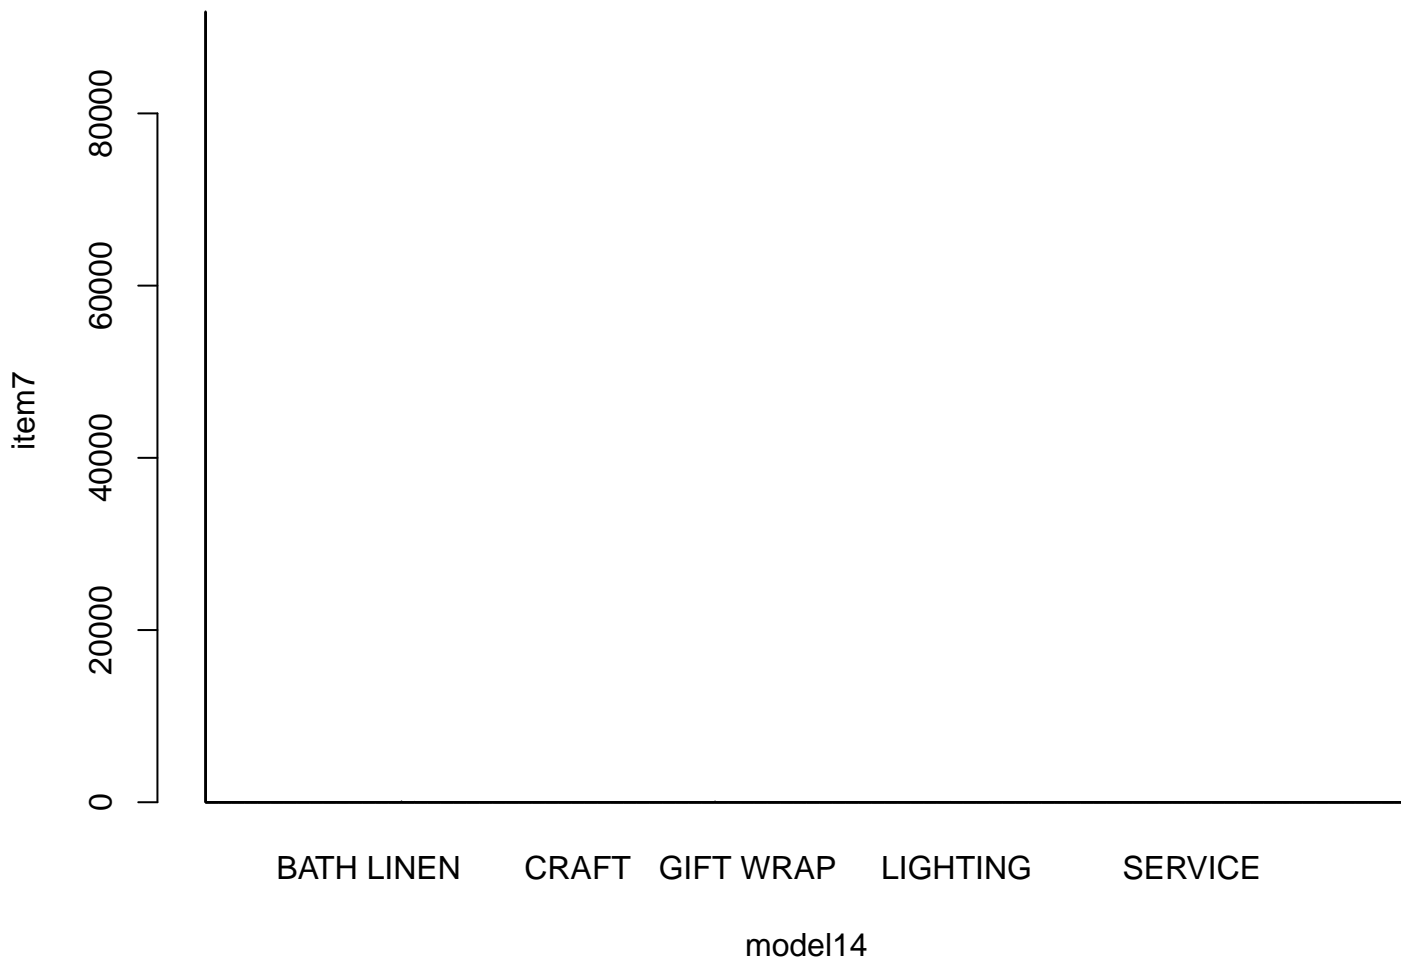 80000
60000
40000
20000
0
item7
BATH LINEN CRAFT GIFT WRAP LIGHTING SERVICE
model14